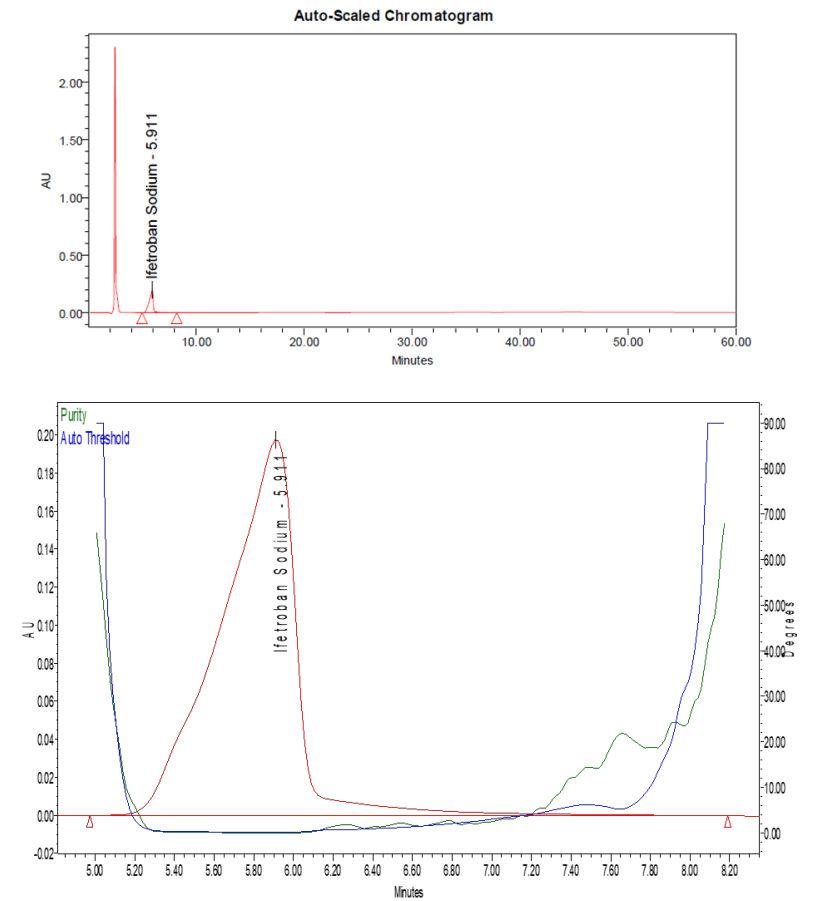 Auto-Scaled Chromatogram
AU
2.00
1.50
1.00
0.50
0.00
Ifetroban Sodium - 5.911
10.00 20.00 30.00 40.00 50.00 60.00
Minutes
Purity
Auto Threshold
AU
0.20
0.18
0.16
0.14
0.12
0.10
0.08
0.06
0.04
0.02
0.00
-0.02
Ifetroban Sodium - 5.911
90.00
80.00
70.00
60.00
50.00
40.00
30.00
20.00
10.00
0.00
Degrees
5.00 5.20 5.40 5.60 5.80 6.00 6.20 6.40 6.60 6.80 7.00 7.20 7.40 7.60 7.80 8.00 8.20
Minutes